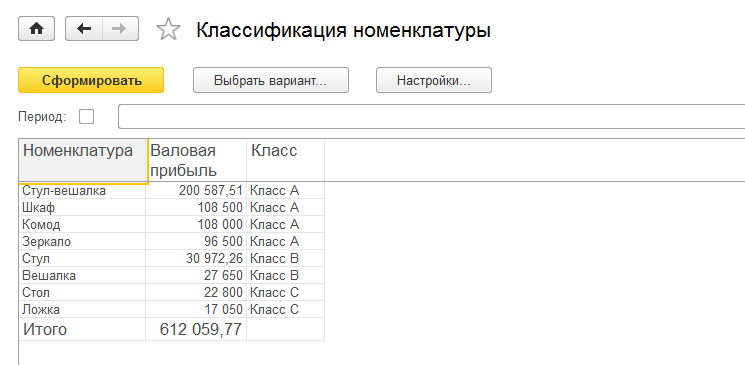 Классификация номенклатуры
Сформировать Выбрать вариант... Настройки...
Период:
Номенклатура Валовая прибыль Класс
Стул-вешалка 200 587,51 Класс A
Шкаф 108 500 Класс A
Комод 108 000 Класс A
Зеркало 96 500 Класс A
Стул 30 972,26 Класс B
Вешалка 27 650 Класс B
Стол 22 800 Класс C
Ложка 17 050 Класс C
Итого 612 059,77